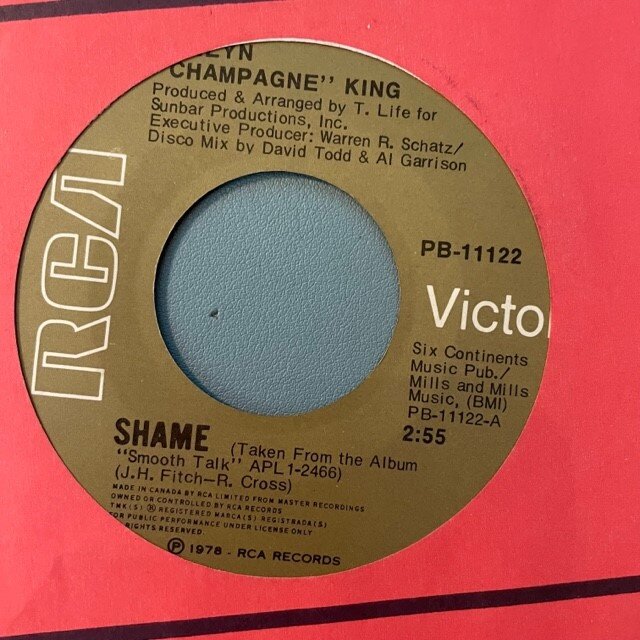 LYN
"CHAMPAGNE" KING
Produced & Arranged by T. Life for
Sunbar Productions, Inc.
Executive Producer: Warren R. Schatz/
Disco Mix by David Todd & Al Garrison
RCA
PB-11122
Victo
Six Continents
Music Pub./
Mills and Mills
Music, (BMI)
PB-11122-A
2:55
SHAME (Taken From the Album
"Smooth Talk" APL1-2466)
(J.H. Fitch—R. Cross)
MADE IN CANADA BY RCA LIMITED FROM MASTER RECORDINGS
OWNED OR CONTROLLED BY RCA RECORDS
TMK(S) ® REGISTERED MARCA(S) REGISTRADA(S)
FOR PUBLIC PERFORMANCE UNDER LICENSE ONLY
RIGHTS RESERVED.
℗ 1978 - RCA RECORDS